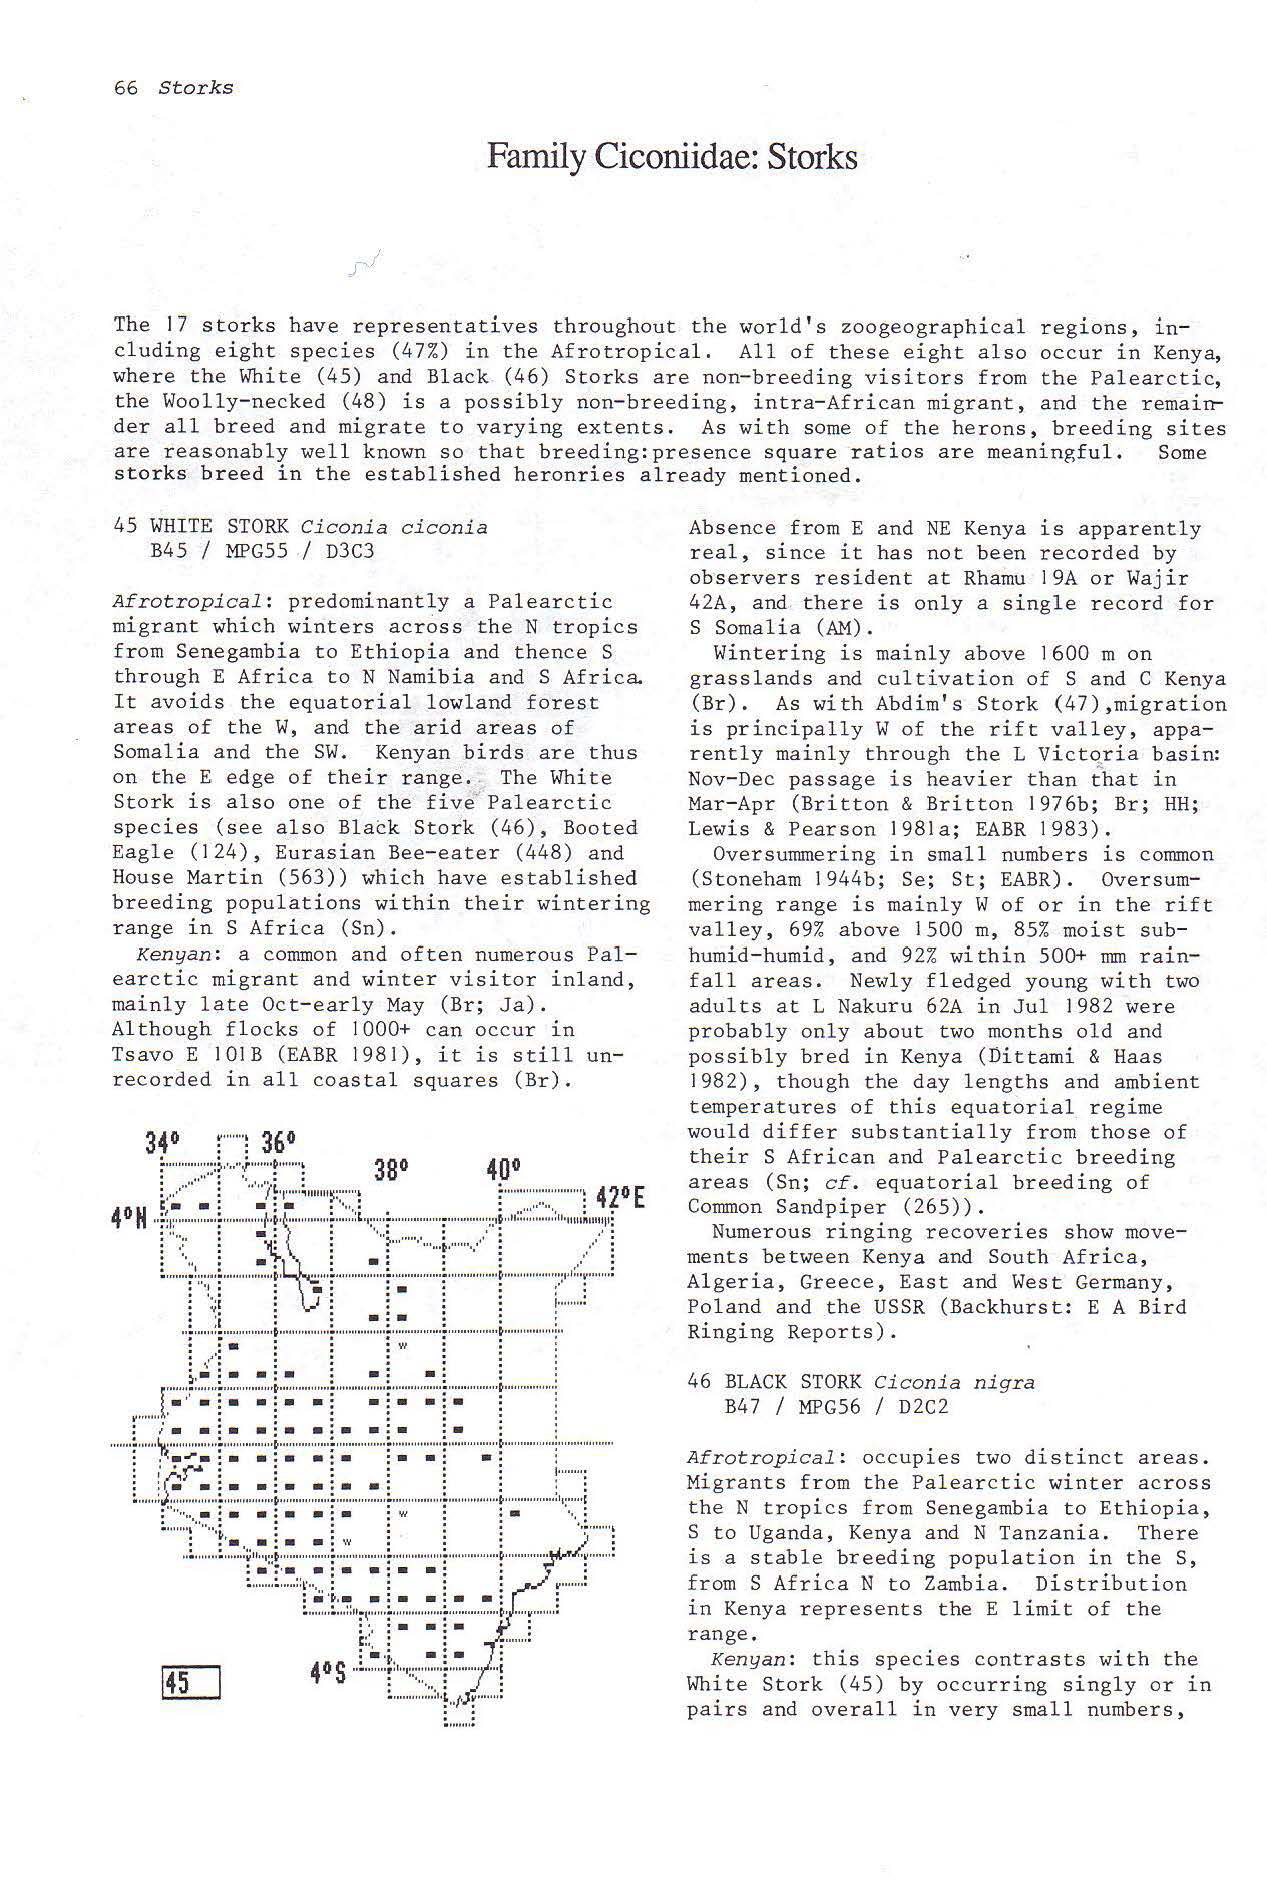 66 Storks
Family Ciconiidae: Storks
The 17 storks have representatives throughout the world's zoogeographical regions, in-
cluding eight species (47%) in the Afrotropical. All of these eight also occur in Kenya,
where the White (45) and Black (46) Storks are non-breeding visitors from the Palearctic,
the Woolly-necked (48) is a possibly non-breeding, intra-African migrant, and the remain-
der all breed and migrate to varying extents. As with some of the herons, breeding sites
are reasonably well known so that breeding:presence square ratios are meaningful. Some
storks breed in the established heronries already mentioned.
45 WHITE STORK Ciconia ciconia
B45 / MPG55 / D3C3
Afrotropical: predominantly a Palearctic
migrant which winters across the N tropics
from Senegambia to Ethiopia and thence S
through E Africa to N Namibia and S Africa.
It avoids the equatorial lowland forest
areas of the W, and the arid areas of
Somalia and the SW. Kenyan birds are thus
on the E edge of their range. The White
Stork is also one of the five Palearctic
species (see also Black Stork (46), Booted
Eagle (124), Eurasian Bee-eater (448) and
House Martin (563)) which have established
breeding populations within their wintering
range in S Africa (Sn).
Kenyan: a common and often numerous Pal-
earctic migrant and winter visitor inland,
mainly late Oct-early May (Br; Ja).
Although flocks of 1000+ can occur in
Tsavo E 101B (EABR 1981), it is still un-
recorded in all coastal squares (Br).
34° 36°
38° 40°
42°E
4°N
w
w
w
4°S
45
Absence from E and NE Kenya is apparently
real, since it has not been recorded by
observers resident at Rhamu 19A or Wajir
42A, and there is only a single record for
S Somalia (AM).
Wintering is mainly above 1600 m on
grasslands and cultivation of S and C Kenya
(Br). As with Abdim's Stork (47),migration
is principally W of the rift valley, appa-
rently mainly through the L Victoria basin:
Nov-Dec passage is heavier than that in
Mar-Apr (Britton & Britton 1976b; Br; HH;
Lewis & Pearson 1981a; EABR 1983).
Oversummering in small numbers is common
(Stoneham 1944b; Se; St; EABR). Oversum-
mering range is mainly W of or in the rift
valley, 69% above 1500 m, 85% moist sub-
humid-humid, and 92% within 500+ mm rain-
fall areas. Newly fledged young with two
adults at L Nakuru 62A in Jul 1982 were
probably only about two months old and
possibly bred in Kenya (Dittami & Haas
1982), though the day lengths and ambient
temperatures of this equatorial regime
would differ substantially from those of
their S African and Palearctic breeding
areas (Sn; cf. equatorial breeding of
Common Sandpiper (265)).
Numerous ringing recoveries show move-
ments between Kenya and South Africa,
Algeria, Greece, East and West Germany,
Poland and the USSR (Backhurst: E A Bird
Ringing Reports).
46 BLACK STORK Ciconia nigra
B47 / MPG56 / D2C2
Afrotropical: occupies two distinct areas.
Migrants from the Palearctic winter across
the N tropics from Senegambia to Ethiopia,
S to Uganda, Kenya and N Tanzania. There
is a stable breeding population in the S,
from S Africa N to Zambia. Distribution
in Kenya represents the E limit of the
range.
Kenyan: this species contrasts with the
White Stork (45) by occurring singly or in
pairs and overall in very small numbers,